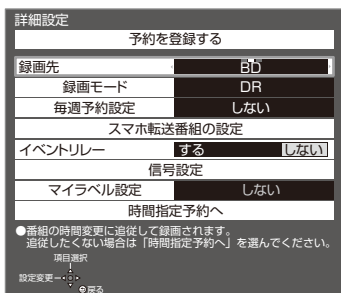 詳細設定
予約を登録する
録画先 BD
録画モード DR
毎週予約設定 しない
スマホ転送番組の設定
イベントリレー する しない
信号設定
マイラベル設定 しない
時間指定予約へ
●番組の時間変更に追従して録画されます。
追従したくない場合は「時間指定予約へ」を選んでください。
項目選択
設定変更
戻る